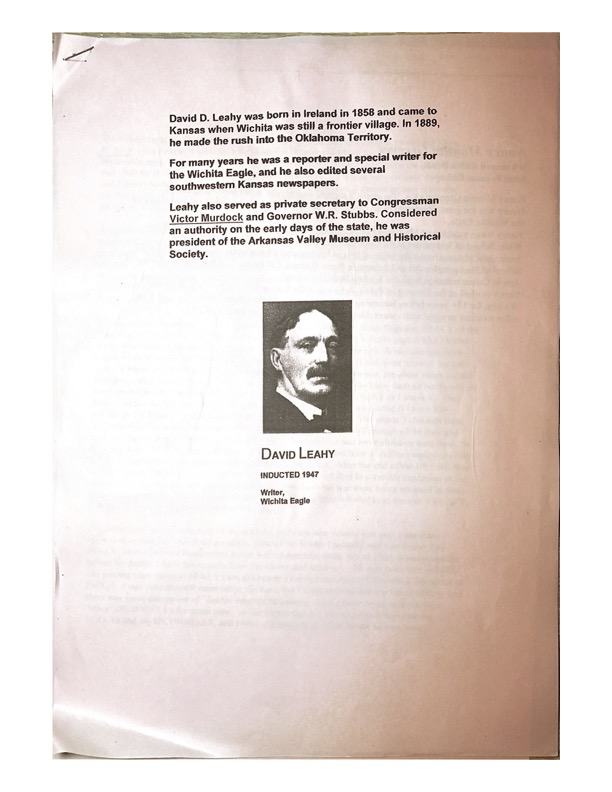 David D. Leahy was born in Ireland in 1858 and came to
Kansas when Wichita was still a frontier village. In 1889,
he made the rush into the Oklahoma Territory.
For many years he was a reporter and special writer for
the Wichita Eagle, and he also edited several
southwestern Kansas newspapers.
Leahy also served as private secretary to Congressman
Victor Murdock and Governor W.R. Stubbs. Considered
an authority on the early days of the state, he was
president of the Arkansas Valley Museum and Historical
Society.
DAVID LEAHY
INDUCTED 1947
Writer,
Wichita Eagle